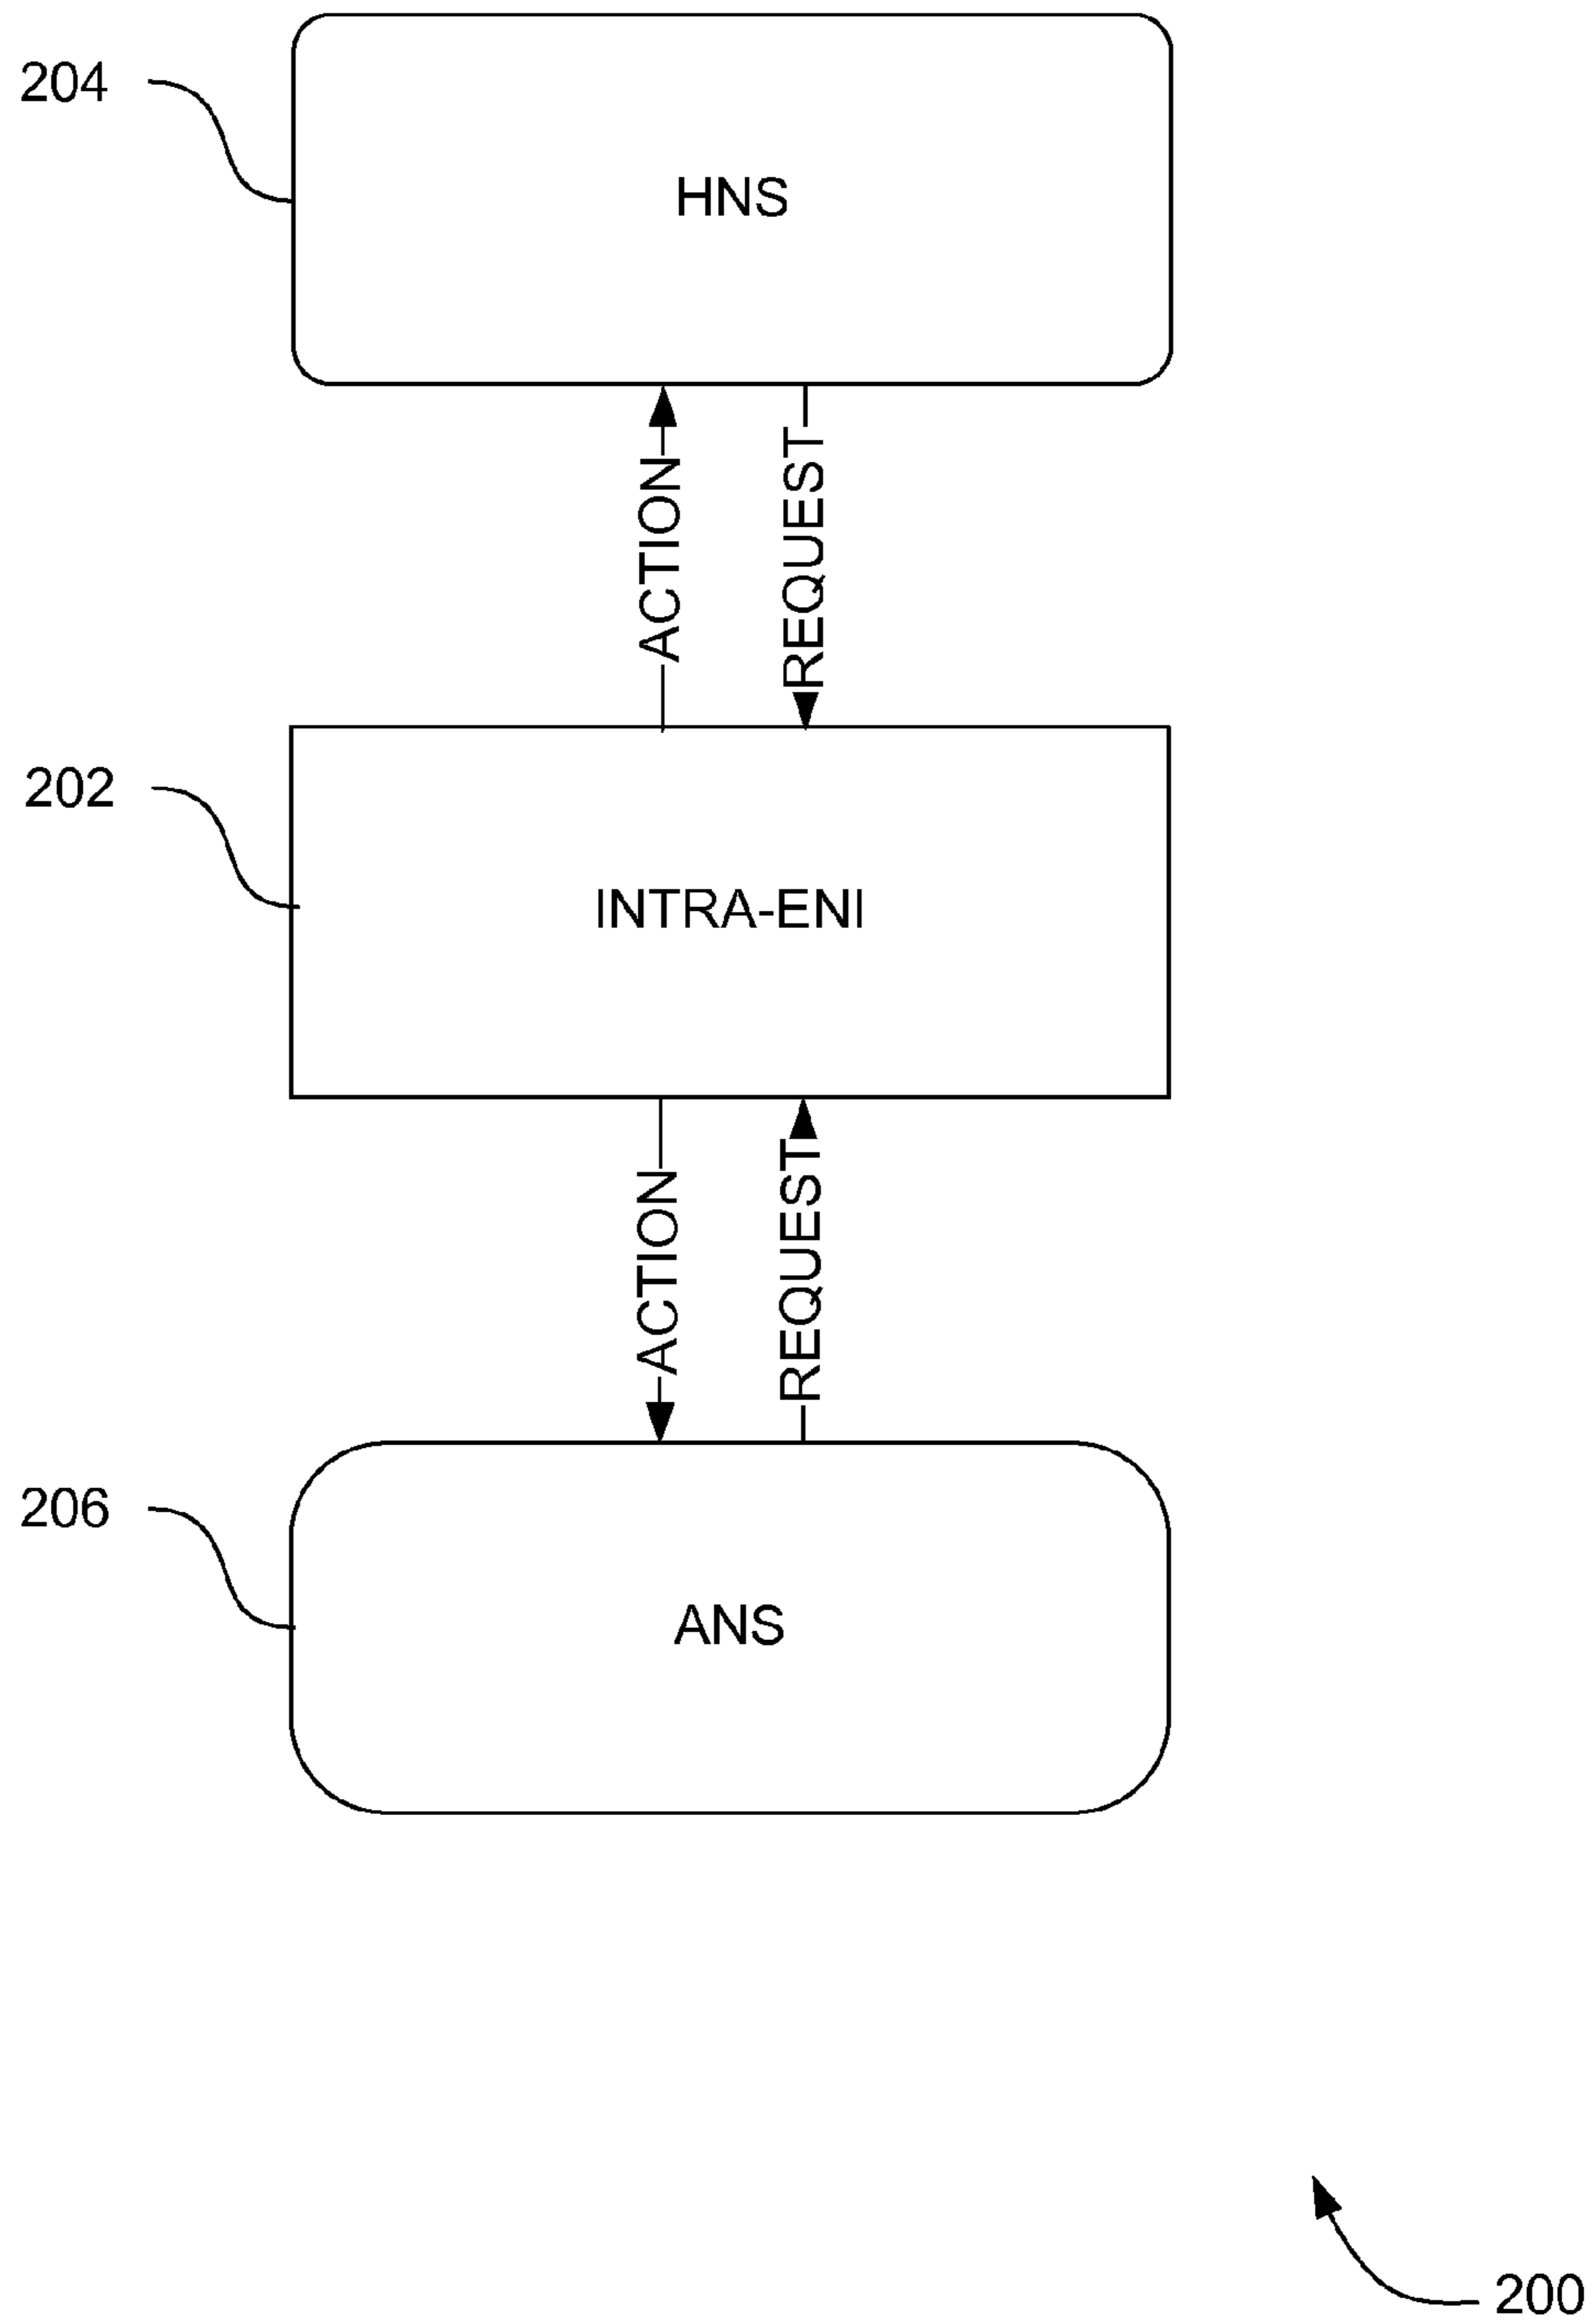 204
HNS
ACTION
REQUEST
202
INTRA-ENI
ACTION
REQUEST
206
ANS
200